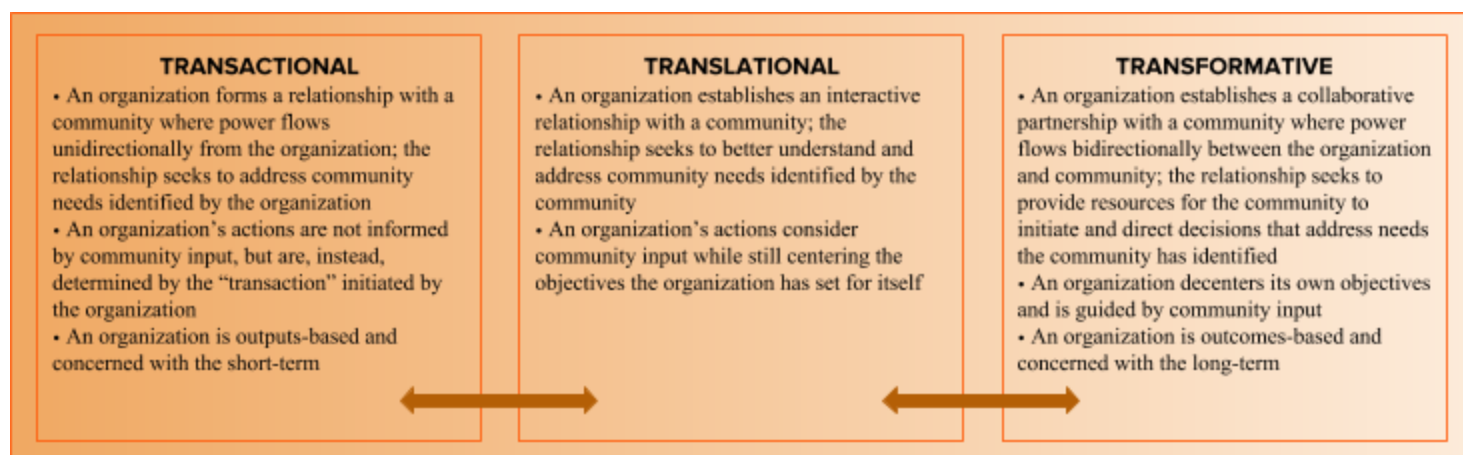 TRANSACTIONAL
• An organization forms a relationship with a
community where power flows
unidirectionally from the organization; the
relationship seeks to address community
needs identified by the organization
• An organization’s actions are not informed
by community input, but are, instead,
determined by the “transaction” initiated by
the organization
• An organization is outputs-based and
concerned with the short-term
TRANSLATIONAL
• An organization establishes an interactive
relationship with a community; the
relationship seeks to better understand and
address community needs identified by the
community
• An organization’s actions consider
community input while still centering the
objectives the organization has set for itself
TRANSFORMATIVE
• An organization establishes a collaborative
partnership with a community where power
flows bidirectionally between the organization
and community; the relationship seeks to
provide resources for the community to
initiate and direct decisions that address needs
the community has identified
• An organization decenters its own objectives
and is guided by community input
• An organization is outcomes-based and
concerned with the long-term